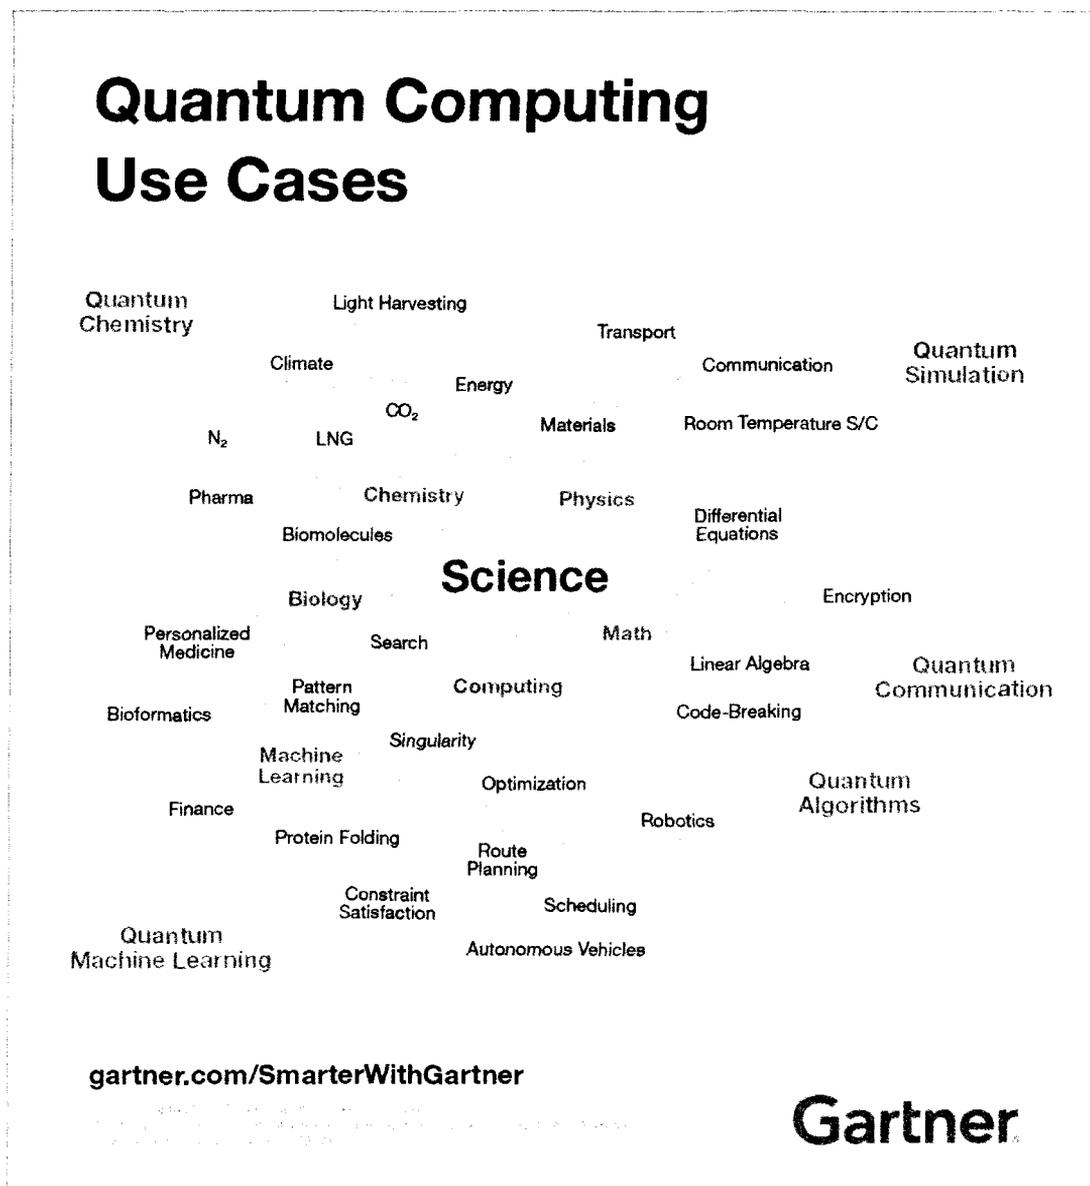 Quantum Computing
Use Cases
Quantum
Chemistry
Light Harvesting
Transport
Quantum
Simulation
Climate
Communication
Energy
CO₂
Materials
Room Temperature S/C
N₂
LNG
Pharma
Chemistry
Physics
Differential
Equations
Biomolecules
Science
Biology
Encryption
Personalized
Medicine
Search
Math
Linear Algebra
Quantum
Communication
Pattern
Matching
Computing
Bioformatics
Code-Breaking
Singularity
Machine
Learning
Optimization
Quantum
Algorithms
Finance
Robotics
Protein Folding
Route
Planning
Constraint
Satisfaction
Scheduling
Quantum
Machine Learning
Autonomous Vehicles
gartner.com/SmarterWithGartner
Gartner